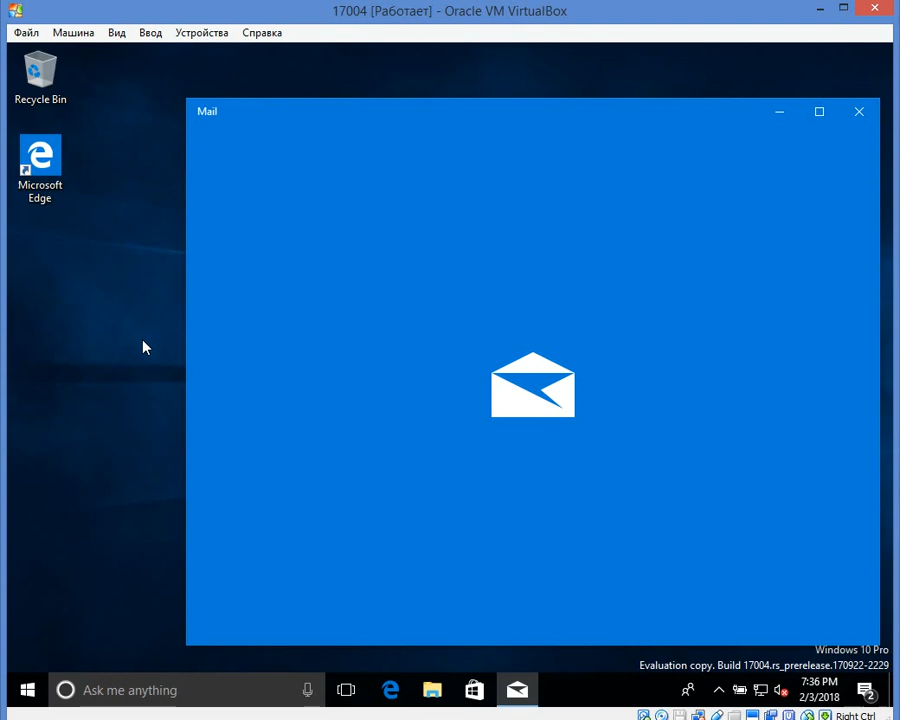 17004 [Работает] - Oracle VM VirtualBox
Файл Машина Вид Ввод Устройства Справка
Recycle Bin
Mail
Microsoft
Edge
Windows 10 Pro
Evaluation copy. Build 17004.rs_prerelease.170922-2229
Ask me anything
7:36 PM
2/3/2018
2
Right Ctrl